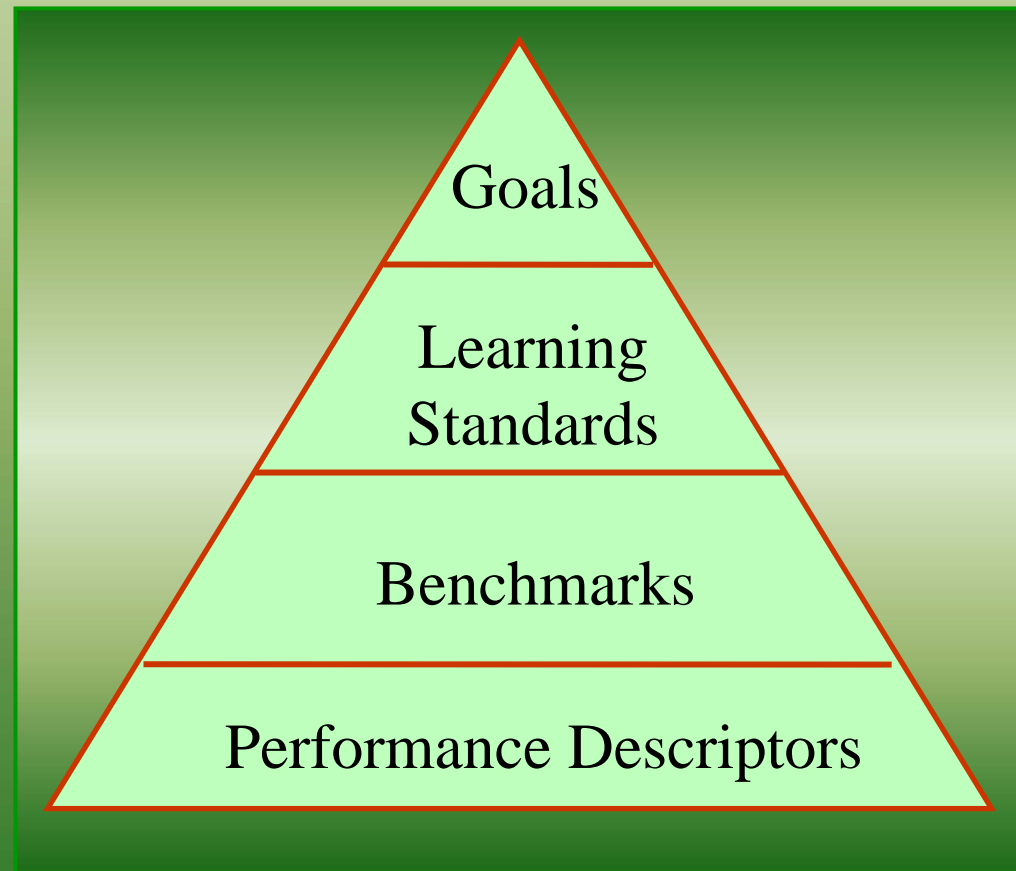 Goals
Learning
Standards
Benchmarks
Performance Descriptors